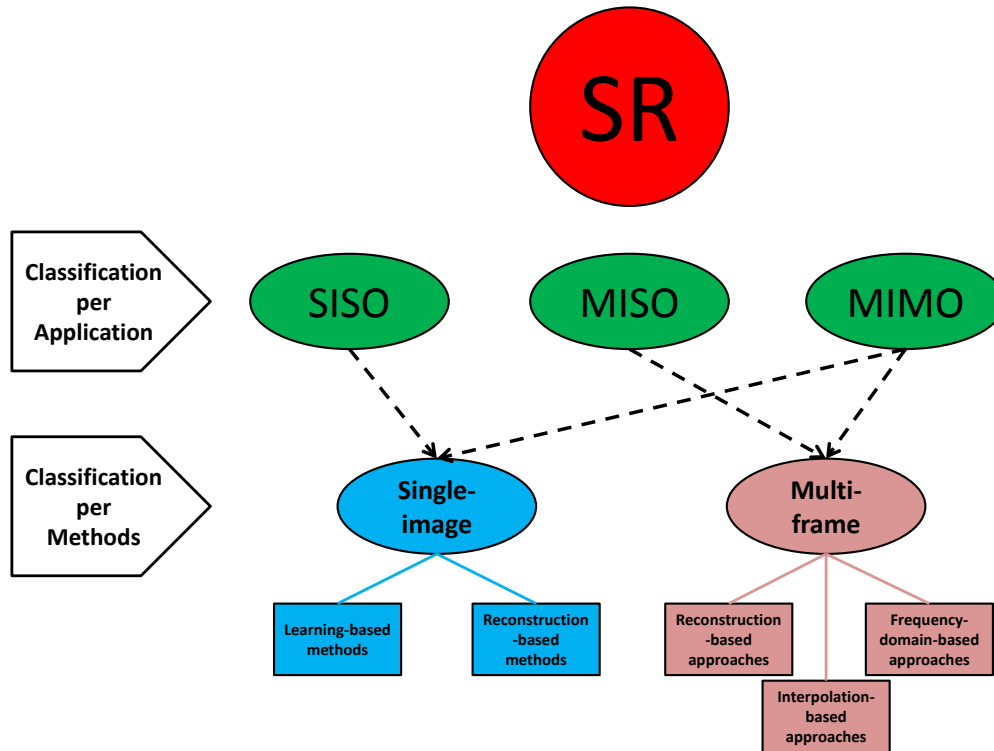 SR
Classification
per
Application
SISO
MISO
MIMO
Classification
per
Methods
Single-
image
Multi-
frame
Learning-based
methods
Reconstruction
-based
methods
Reconstruction
-based
approaches
Interpolation-
based
approaches
Frequency-
domain-based
approaches